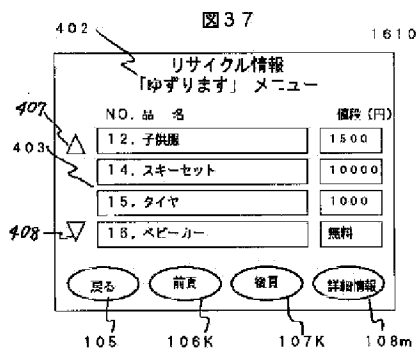 図37
402
1610
リサイクル情報
「ゆずります」 メニュー
NO. 品 名 値段 (円)
407
12. 子供服 1500
403
14. スキーセット 10000
15. タイヤ 1000
408
16. ベビーカー 無料
戻る 前頁 後頁 詳細情報
105 106K 107K 108m